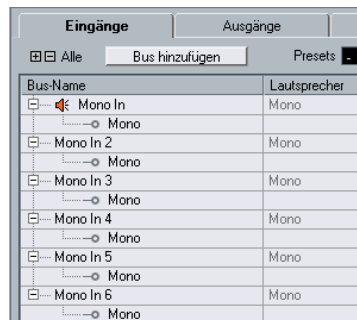 Eingänge Ausgänge
Alle Bus hinzufügen Presets
Bus-Name Lautsprecher
Mono In Mono
Mono
Mono In 2 Mono
Mono
Mono In 3 Mono
Mono
Mono In 4 Mono
Mono
Mono In 5 Mono
Mono
Mono In 6 Mono
Mono